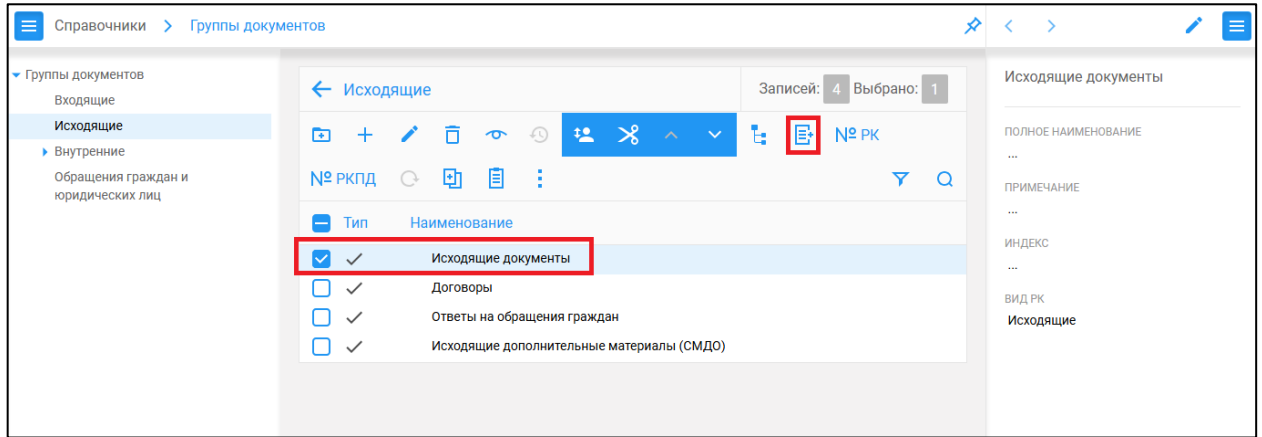 Справочники > Группы документов
Группы документов
Входящие
Исходящие
Внутренние
Обращения граждан и
юридических лиц
Исходящие
Записей: 4 Выбрано: 1
№ РК
№ РКПД
Тип Наименование
Исходящие документы
Договоры
Ответы на обращения граждан
Исходящие дополнительные материалы (СМДО)
Исходящие документы
ПОЛНОЕ НАИМЕНОВАНИЕ
...
ПРИМЕЧАНИЕ
...
ИНДЕКС
...
ВИД РК
Исходящие